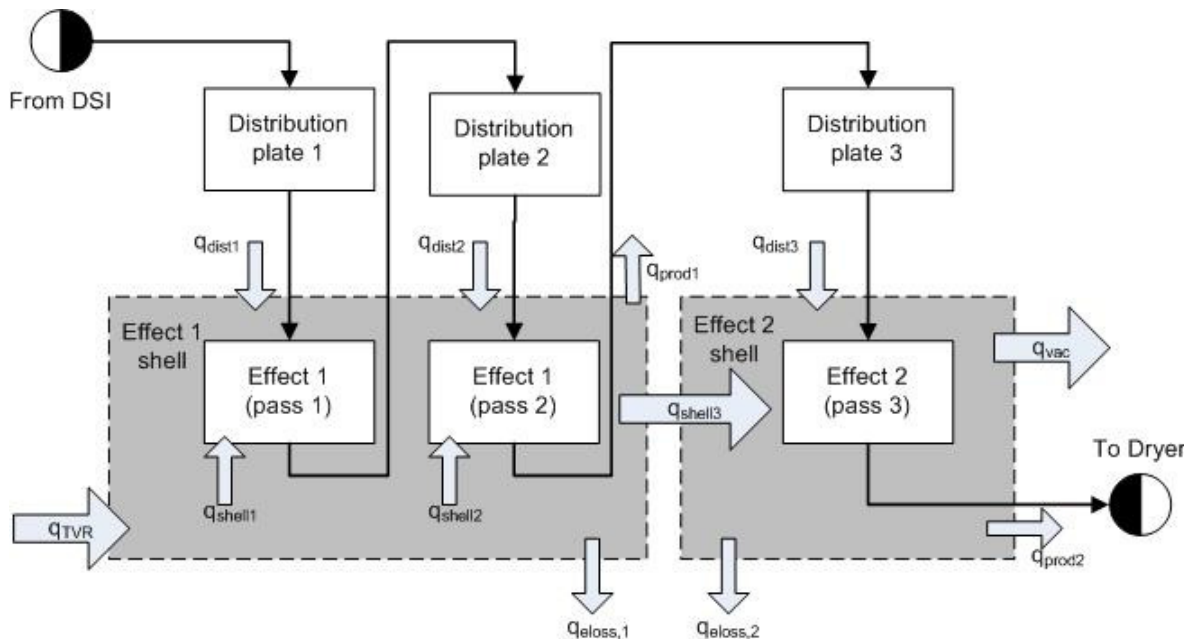 From DSI
Distribution
plate 1
Distribution
plate 2
Distribution
plate 3
qdist1
qdist2
qprod1
qdist3
Effect 1
shell
Effect 1
(pass 1)
Effect 1
(pass 2)
Effect 2
shell
Effect 2
(pass 3)
qvac
qshell3
To Dryer
qshell1
qshell2
qTVR
qprod2
qeloss,1
qeloss,2